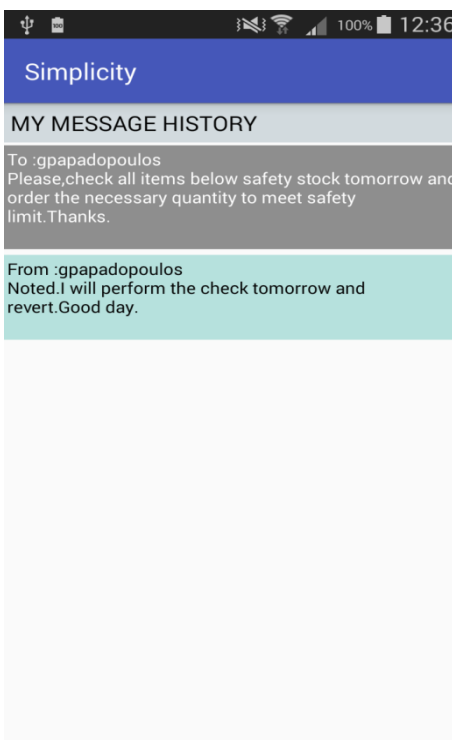 100% 12:36
Simplicity
MY MESSAGE HISTORY
To :gpapadopoulos
Please,check all items below safety stock tomorrow and
order the necessary quantity to meet safety
limit.Thanks.
From :gpapadopoulos
Noted.I will perform the check tomorrow and
revert.Good day.